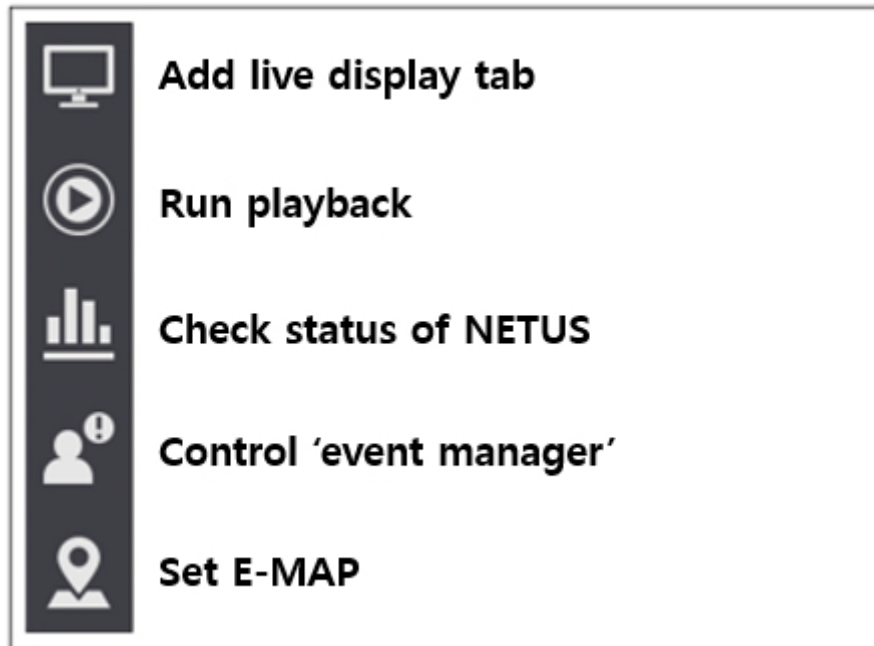 Add live display tab
Run playback
Check status of NETUS
Control ‘event manager’
Set E-MAP